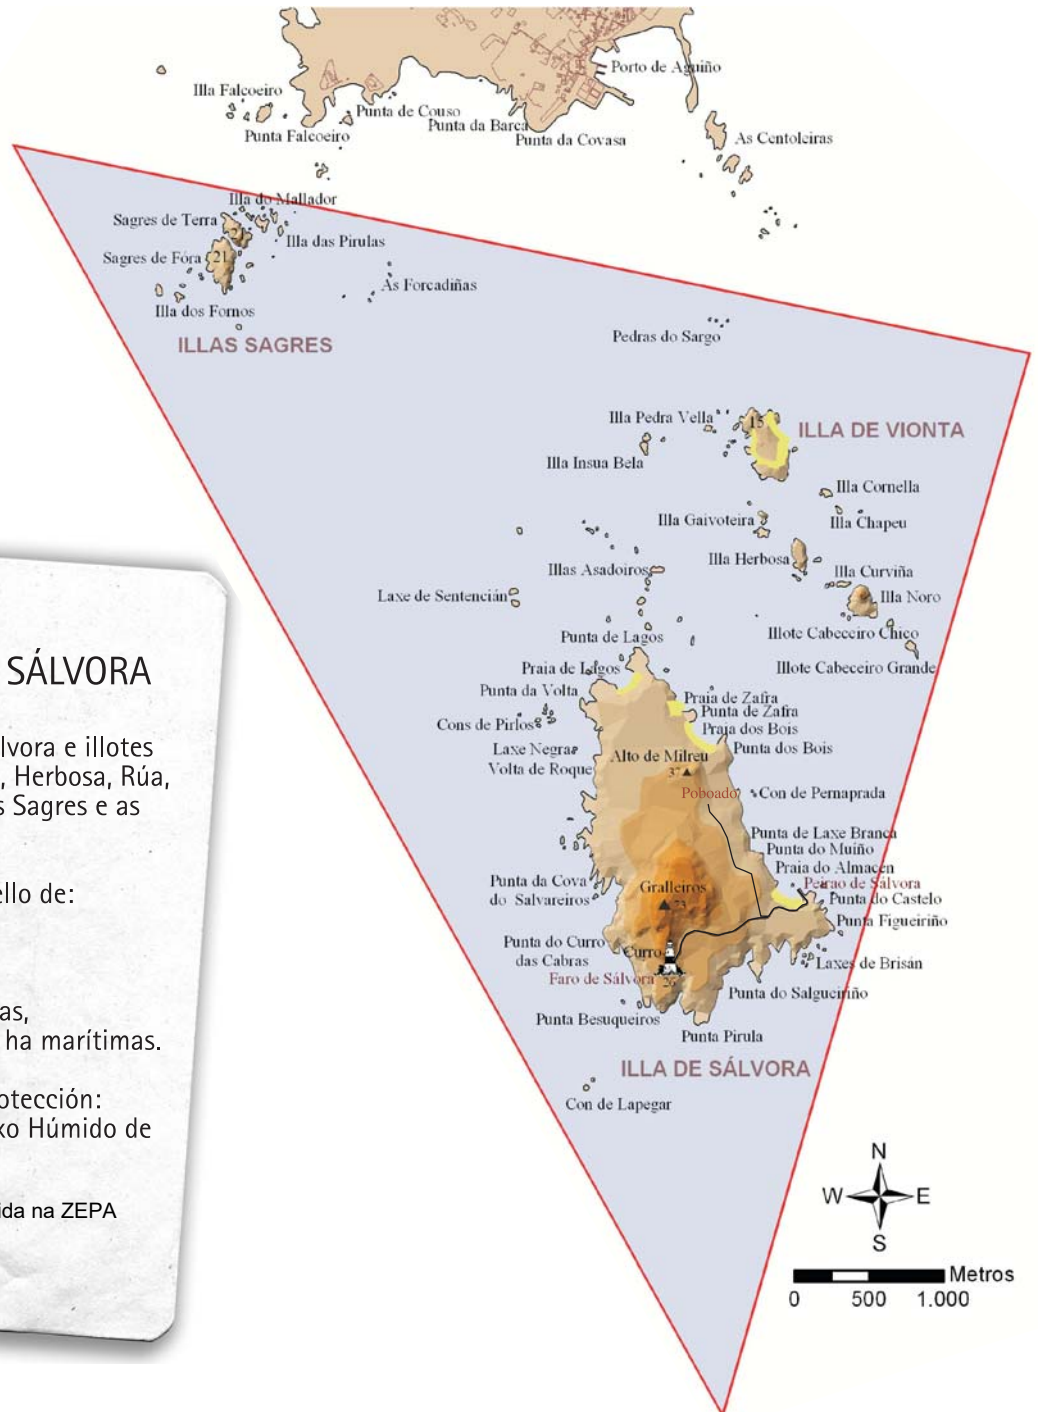 Porto de Aguiño
Illa Falcoeiro
Punta de Couso
Punta da Barca
Punta Falcoeiro
Punta da Covasa
As Centoleiras
Illa do Mallador
Sagres de Terra
21
Illa das Pirulas
Sagres de Fóra
21
As Forcadiñas
Illa dos Fornos
ILLAS SAGRES
Pedras do Sargo
Illa Pedra Vella
15
ILLA DE VIONTA
Illa Insua Bela
Illa Cornella
Illa Gaivoteira
Illa Chapeu
Illa Herbosa
Illas Asadoiros
Illa Curviña
Laxe de Sentencián
Illa Noro
Punta de Lagos
Illote Cabeceiro Chico
Praia de Lagos
Illote Cabeceiro Grande
Punta da Volta
Praia de Zafra
Punta de Zafra
Cons de Pirlos
Praia dos Bois
Laxe Negra
Alto de Milreu
Punta dos Bois
Volta de Roque
37
Poboado
Con de Pernaprada
Punta de Laxe Branca
Punta do Muiño
Praia do Almacen
Punta da Cova
do Salvareiros
Gralleiros
73
Peirao de Sálvora
Punta do Castelo
Punta Figueiriño
Punta do Curro
das Cabras
Curro
Laxes de Brisán
Faro de Sálvora
26
Punta do Salgueiriño
Punta Besuqueiros
Punta Pirula
ILLA DE SÁLVORA
Con de Lapegar
N
W
E
S
Metros
0
500
1.000
SÁLVORA
lvora e illotes
, Herbosa, Rúa,
s Sagres e as
ello de:
as,
ha marítimas.
otección:
xo Húmido de
ida na ZEPA